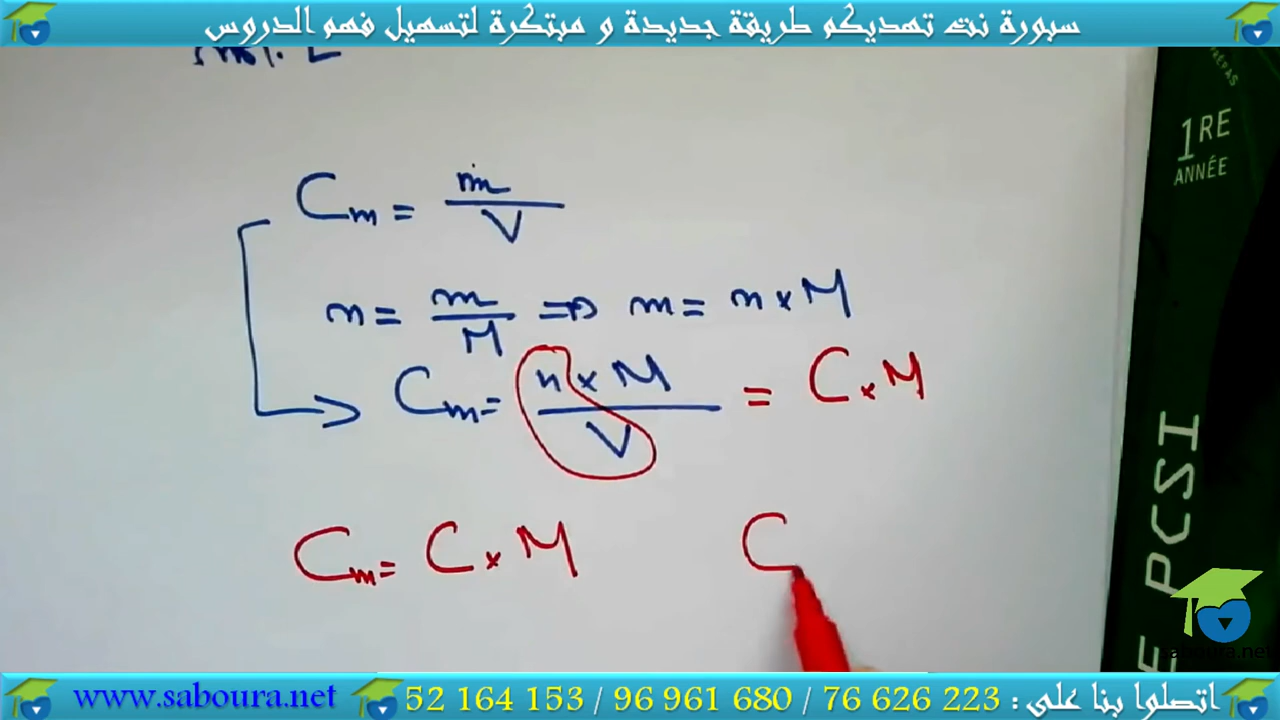 سبورة نت تهديكم طريقة جديدة و مبتكرة لتسهيل فهم الدروس
PRÉPAS
1RE
ANNÉE
Cm = m / V
n = m / M => m = n × M
Cm = n × M / V = C × M
Cm = C × M C
PCSI
saboura.net
www.saboura.net 52 164 153 / 96 961 680 / 76 626 223 : اتصلوا بنا على